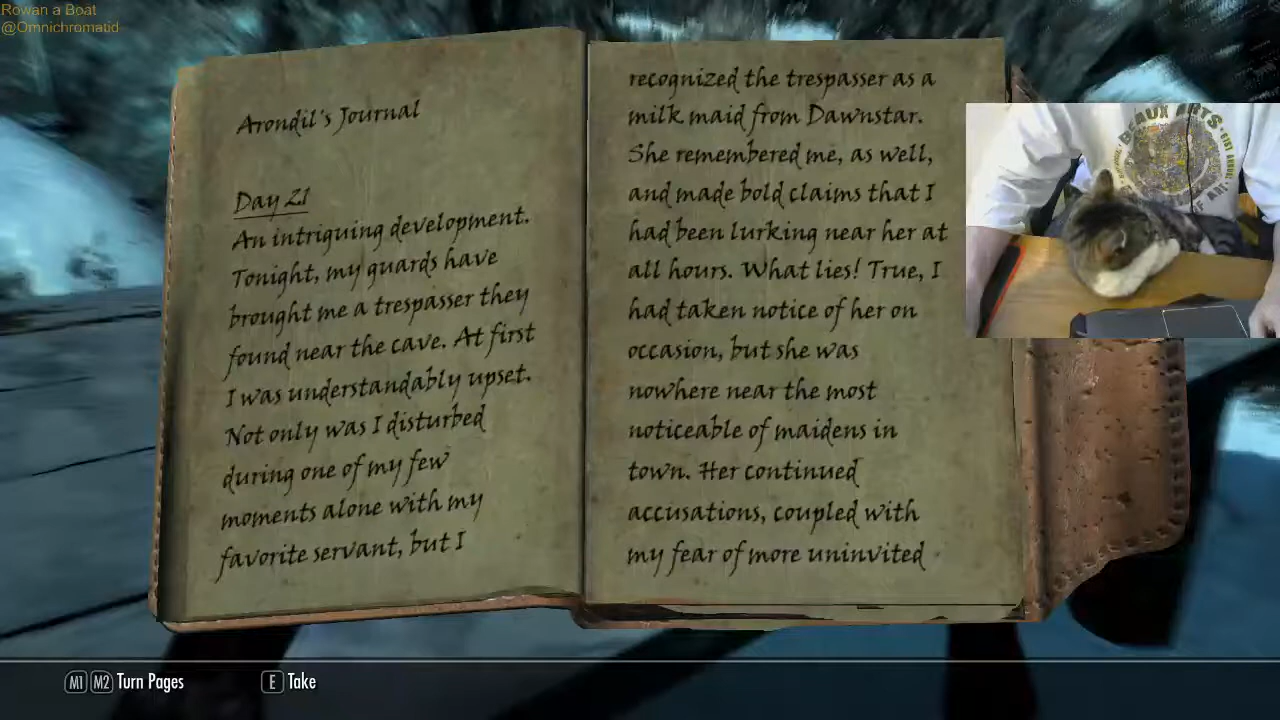 Rowan a Boat
@Omnichromatid
Arondil's Journal
Day 21
An intriguing development.
Tonight, my guards have
brought me a trespasser they
found near the cave. At first
I was understandably upset.
Not only was I disturbed
during one of my few
moments alone with my
favorite servant, but I
recognized the trespasser as a
milk maid from Dawnstar.
She remembered me, as well,
and made bold claims that I
had been lurking near her at
all hours. What lies! True, I
had taken notice of her on
occasion, but she was
nowhere near the most
noticeable of maidens in
town. Her continued
accusations, coupled with
my fear of more uninvited
BEAUX ARTS
M1 M2 Turn Pages
E Take